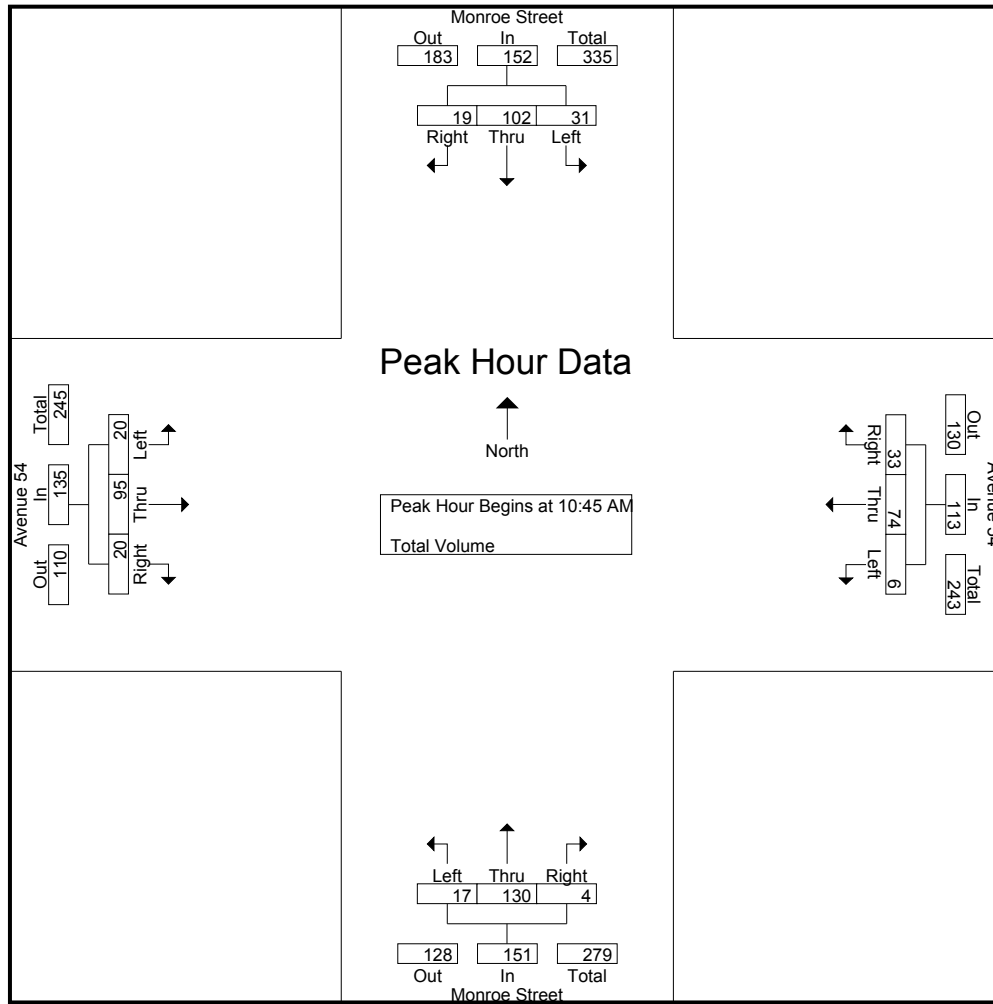 Monroe Street
Out In Total
183 152 335
19 102 31
Right Thru Left
Peak Hour Data
North
Peak Hour Begins at 10:45 AM
Total Volume
Avenue 54
Total In Out
245 135 110
20 95 20
Left Thru Right
Avenue 54
Out In Total
130 113 243
33 74 6
Right Thru Left
Left Thru Right
17 130 4
128 151 279
Out In Total
Monroe Street